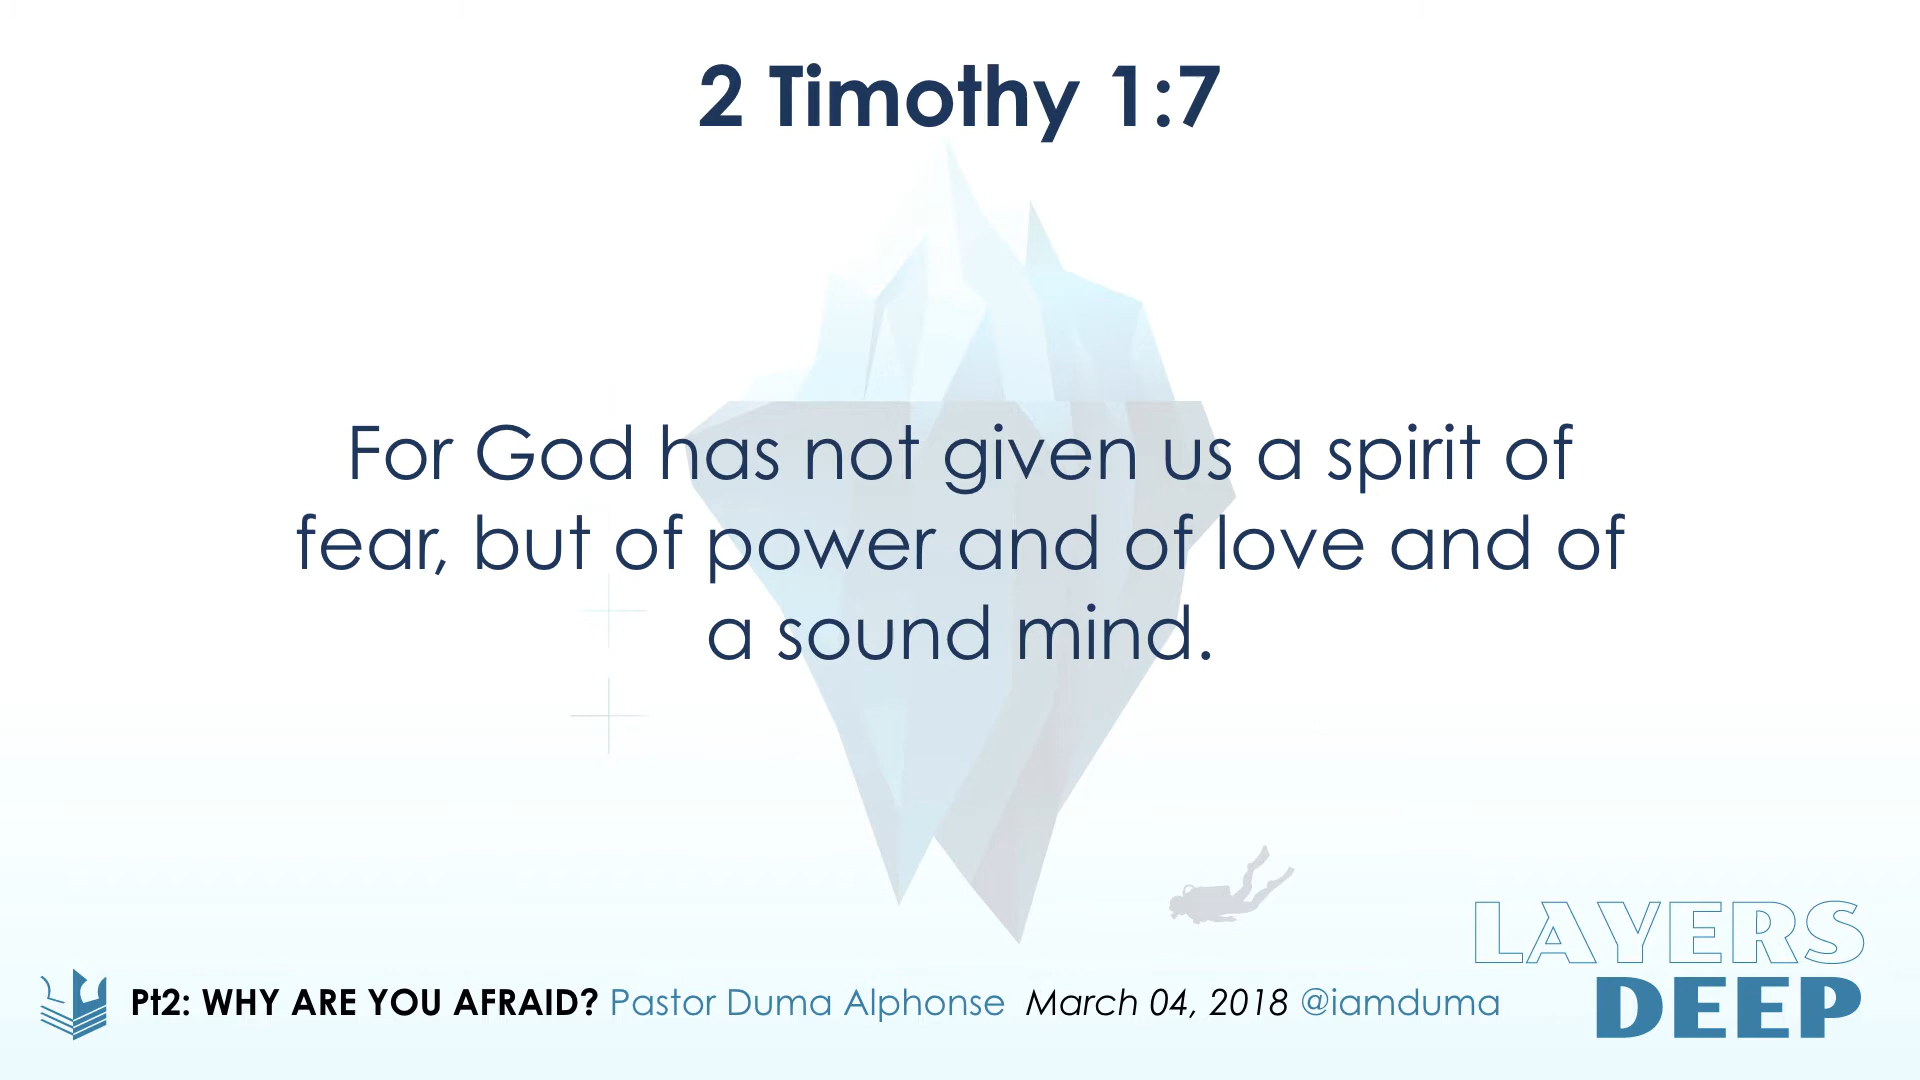 2 Timothy 1:7
For God has not given us a spirit of
fear, but of power and of love and of
a sound mind.
LAYERS
DEEP
Pt2: WHY ARE YOU AFRAID? Pastor Duma Alphonse March 04, 2018 @iamduma